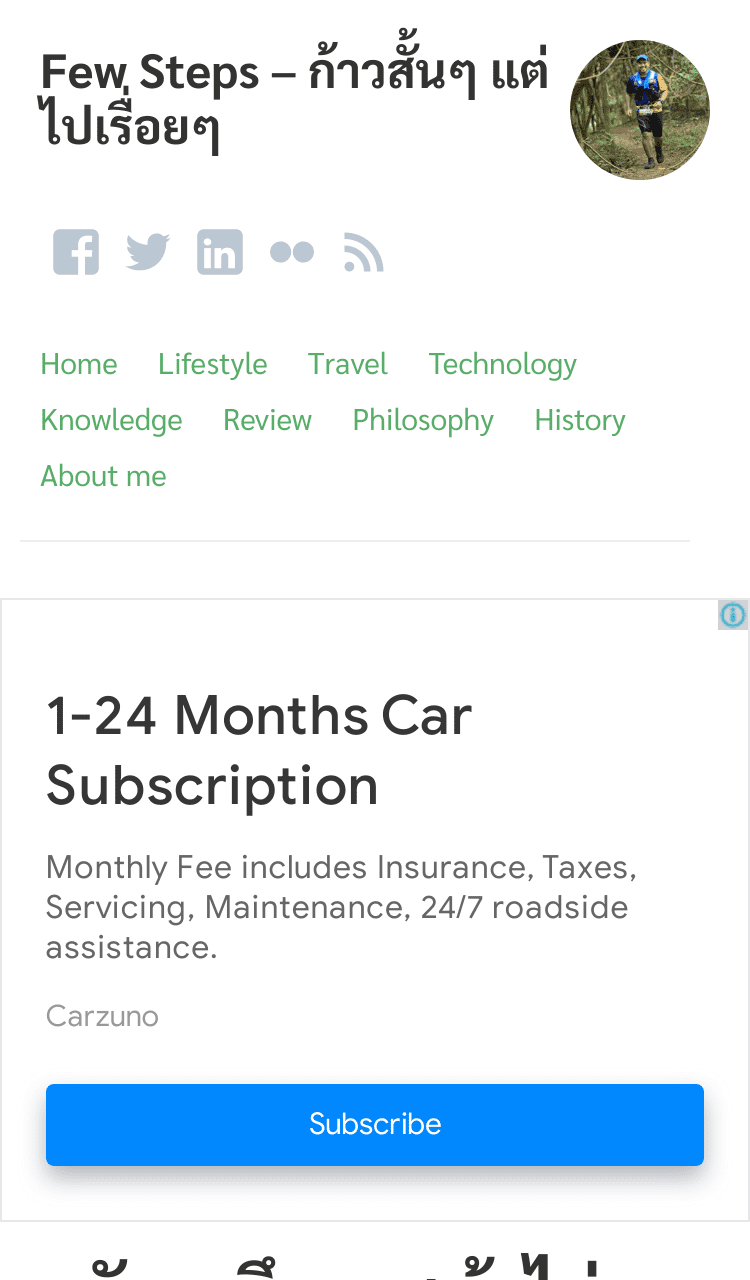 Few Steps – ก้าวสั้นๆ แต่
ไปเรื่อยๆ
Home Lifestyle Travel Technology
Knowledge Review Philosophy History
About me
1-24 Months Car
Subscription
Monthly Fee includes Insurance, Taxes,
Servicing, Maintenance, 24/7 roadside
assistance.
Carzuno
Subscribe